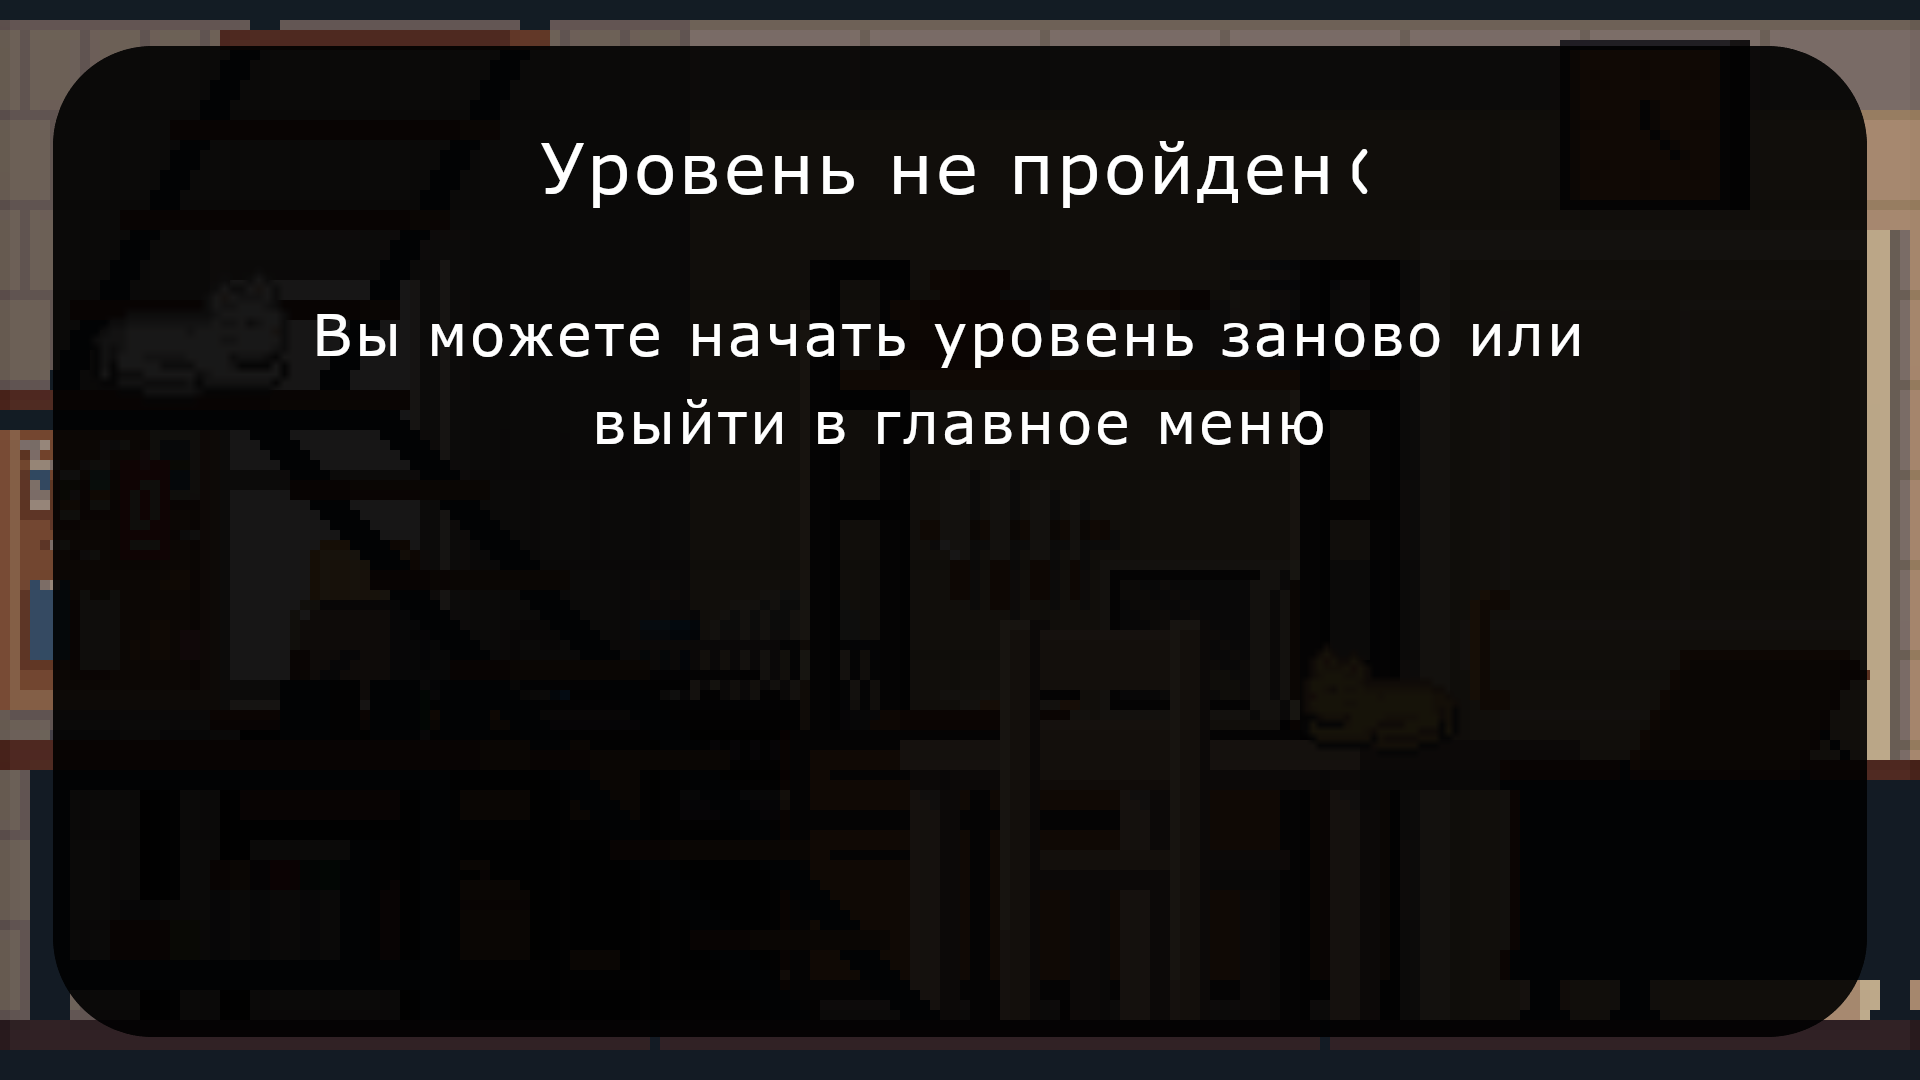 Уровень не пройден(
Вы можете начать уровень заново или
выйти в главное меню